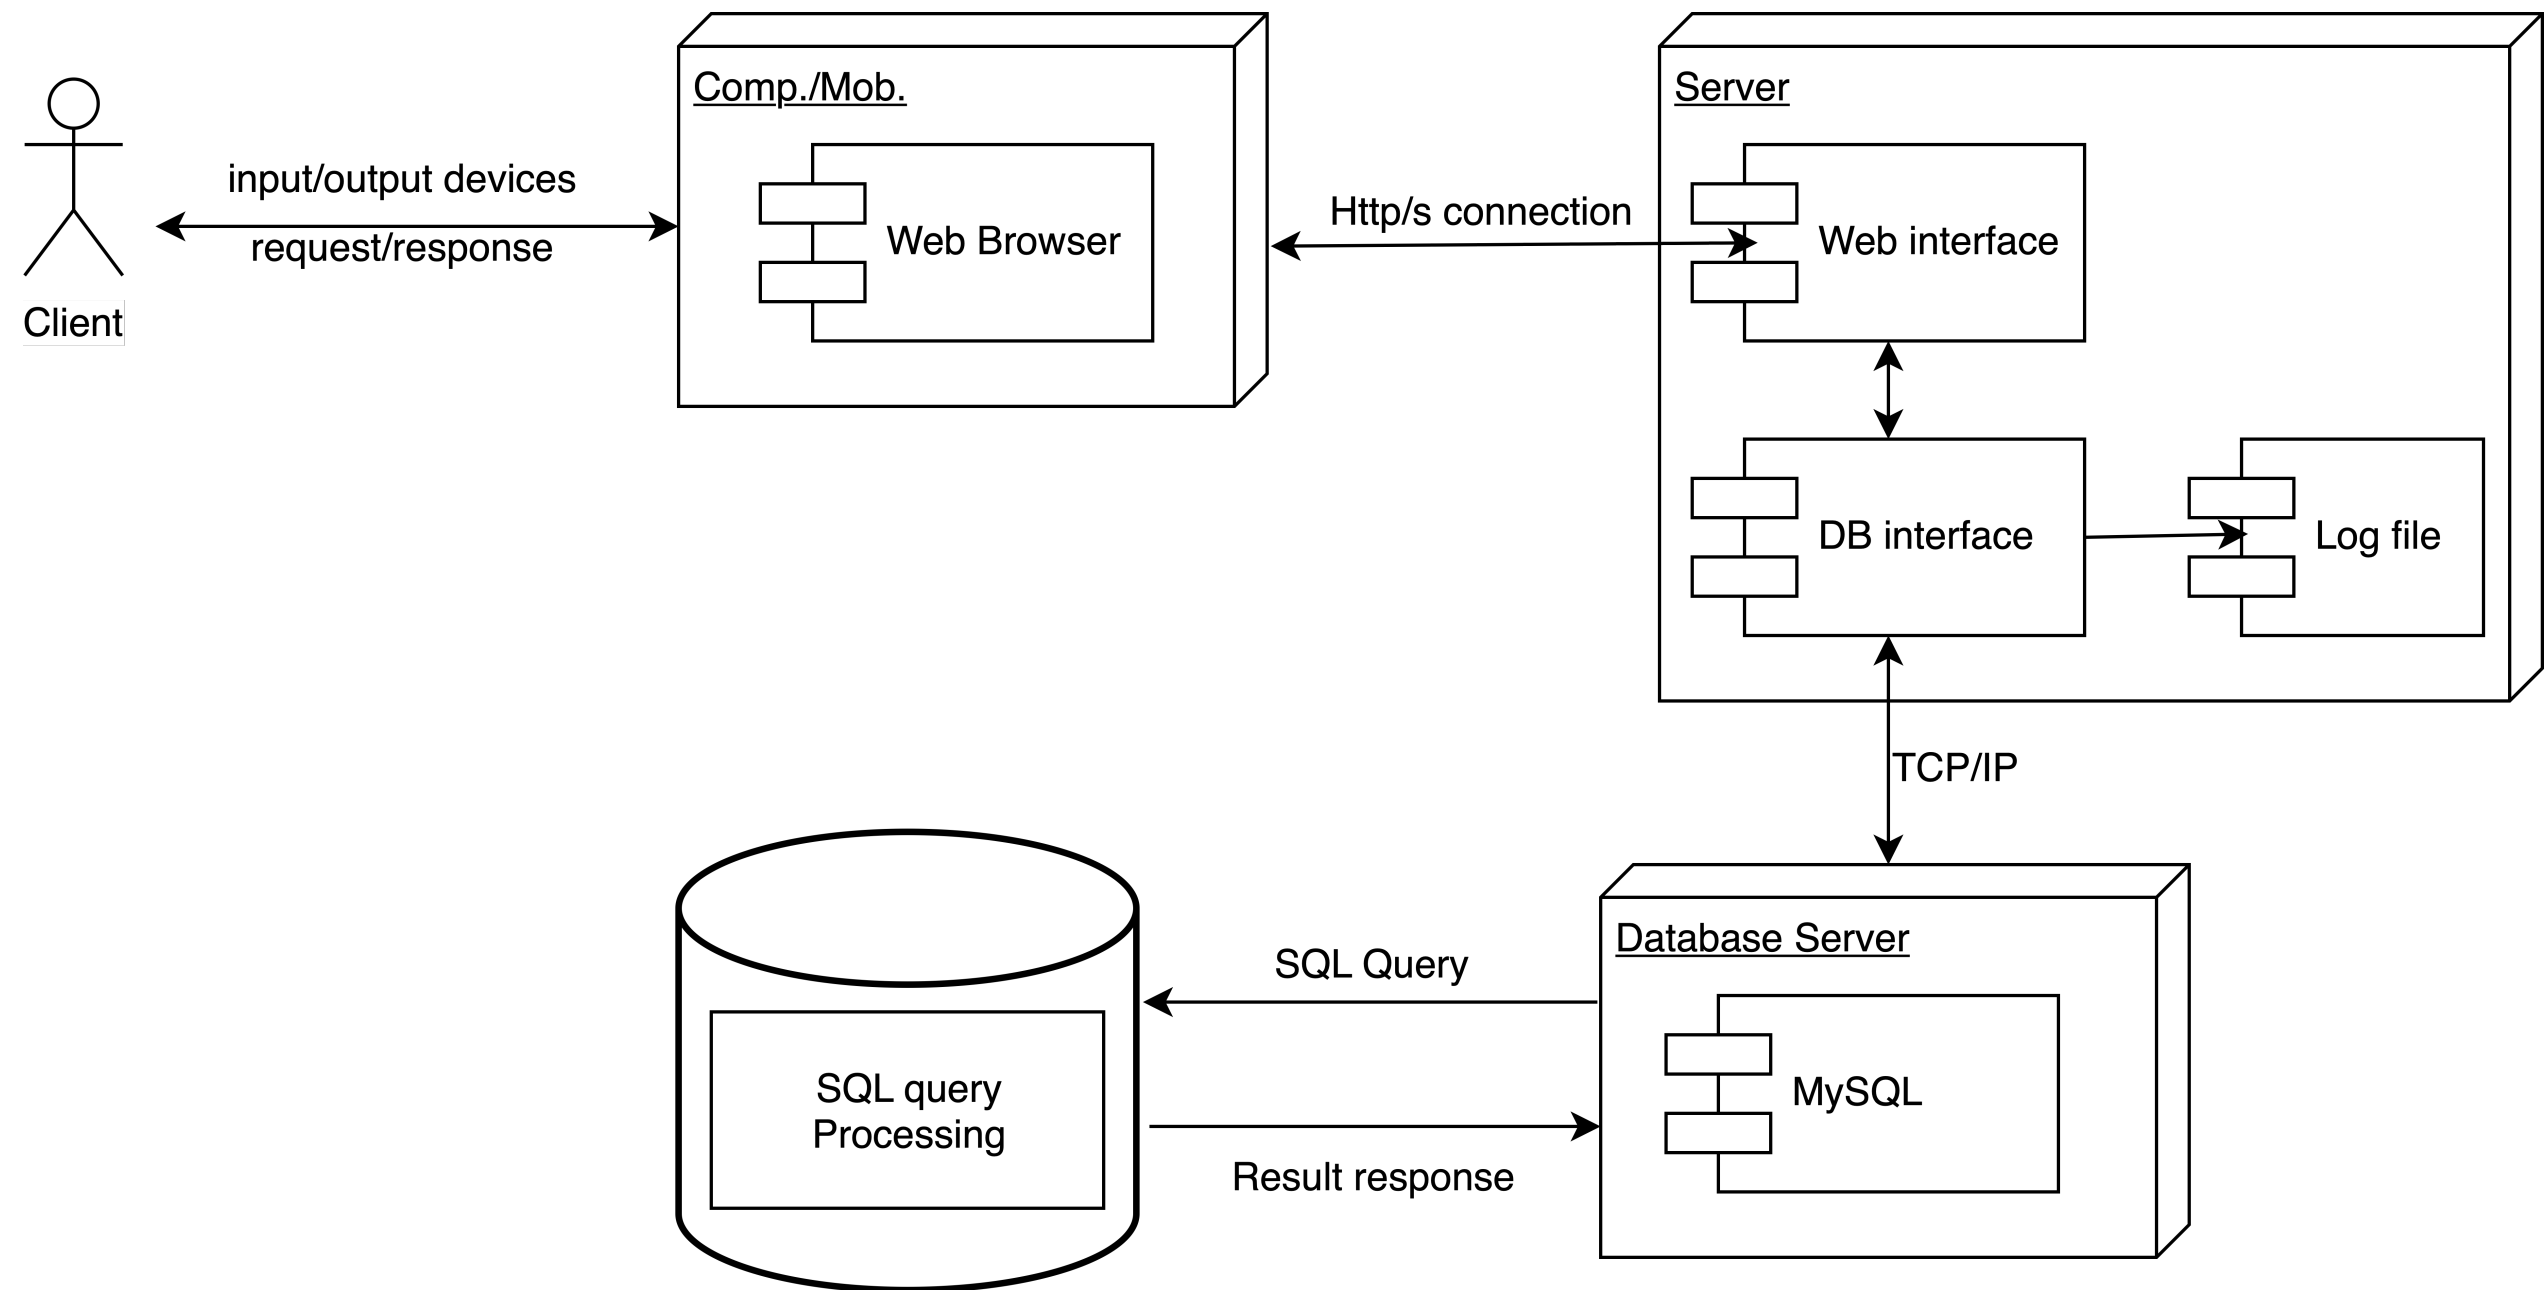 Comp./Mob.
Server
input/output devices
request/response
Client
Web Browser
Http/s connection
Web interface
DB interface
Log file
TCP/IP
Database Server
SQL Query
MySQL
SQL query
Processing
Result response